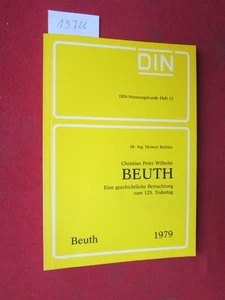 19726
DIN
DIN-Normungskunde Heft 13
Dr. Ing. Helmut Reihlen
Christian Peter Wilhelm
BEUTH
Eine geschichtliche Betrachtung
zum 125. Todestag
Beuth 1979